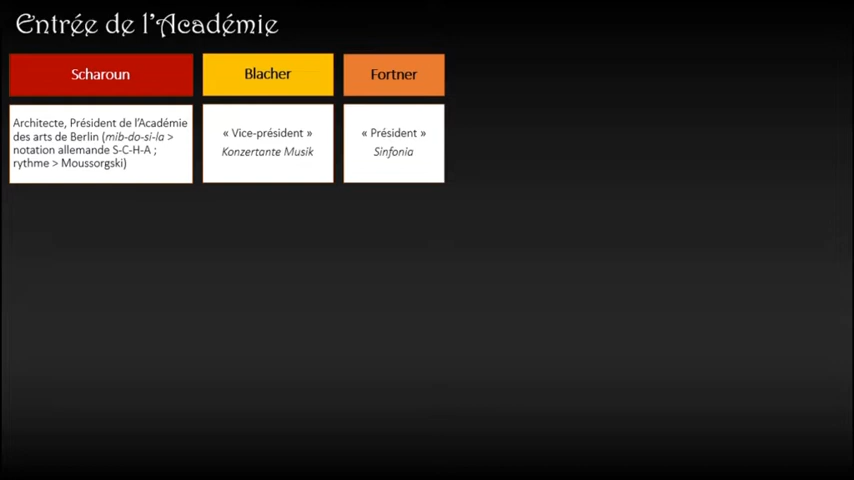 Entrée de l'Académie
Scharoun
Blacher
Fortner
Architecte, Président de l'Académie
des arts de Berlin (mib-do-si-la >
notation allemande S-C-H-A ;
rythme > Moussorgski)
« Vice-président »
Konzertante Musik
« Président »
Sinfonia